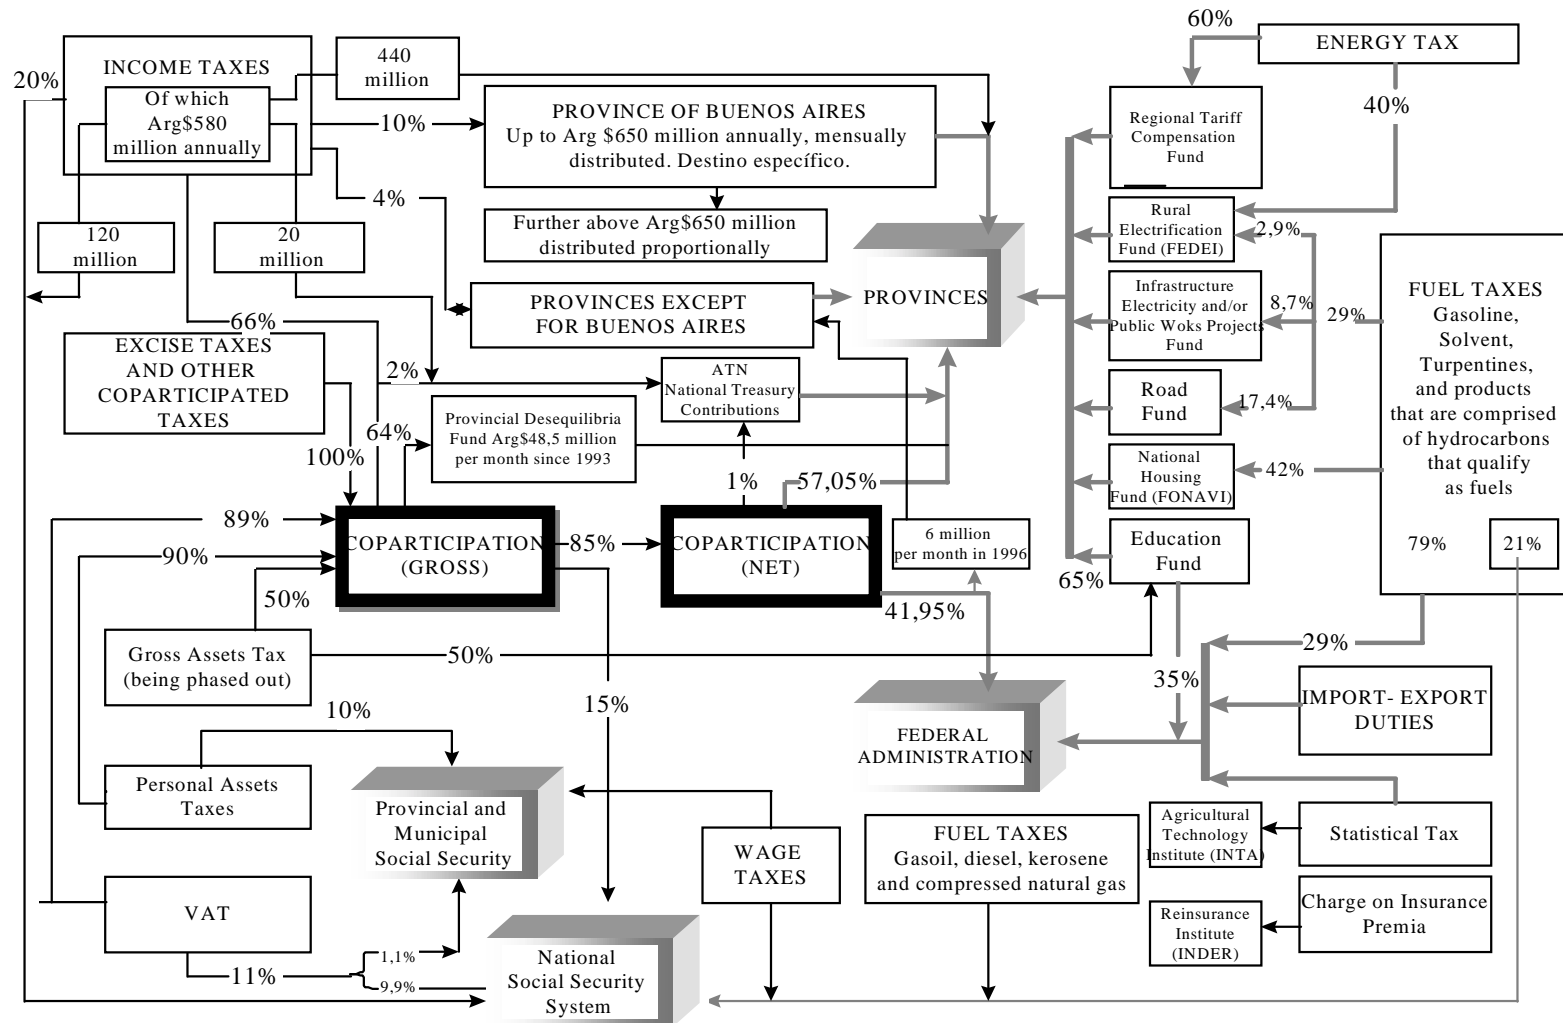 60%
ENERGY TAX
440
million
INCOME TAXES
20%
Of which
Arg$580
million annually
10%
PROVINCE OF BUENOS AIRES
Up to Arg $650 million annually, mensually
distributed. Destino específico.
40%
Regional Tariff
Compensation
Fund
4%
Further above Arg$650 million
distributed proportionally
120
million
20
million
Rural
Electrification
Fund (FEDEI)
2,9%
PROVINCES
PROVINCES EXCEPT
FOR BUENOS AIRES
Infrastructure
Electricity and/or
Public Woks Projects
Fund
8,7%
29%
FUEL TAXES
Gasoline,
Solvent,
Turpentines,
and products
that are comprised
of hydrocarbons
that qualify
as fuels
66%
EXCISE TAXES
AND OTHER
COPARTICIPATED
TAXES
2%
ATN
National Treasury
Contributions
Road
Fund
17,4%
64%
Provincial Desequilibria
Fund Arg$48,5 million
per month since 1993
100%
1%
57,05%
National
Housing
Fund (FONAVI)
42%
89%
90%
COPARTICIPATION
(GROSS)
85%
COPARTICIPATION
(NET)
6 million
per month in 1996
Education
Fund
79%
21%
65%
50%
41,95%
Gross Assets Tax
(being phased out)
50%
29%
35%
15%
10%
IMPORT- EXPORT
DUTIES
FEDERAL
ADMINISTRATION
Personal Assets
Taxes
Provincial and
Municipal
Social Security
WAGE
TAXES
FUEL TAXES
Gasoil, diesel, kerosene
and compressed natural gas
Agricultural
Technology
Institute (INTA)
Statistical Tax
VAT
Reinsurance
Institute
(INDER)
Charge on Insurance
Premia
11%
1,1%
9,9%
National
Social Security
System